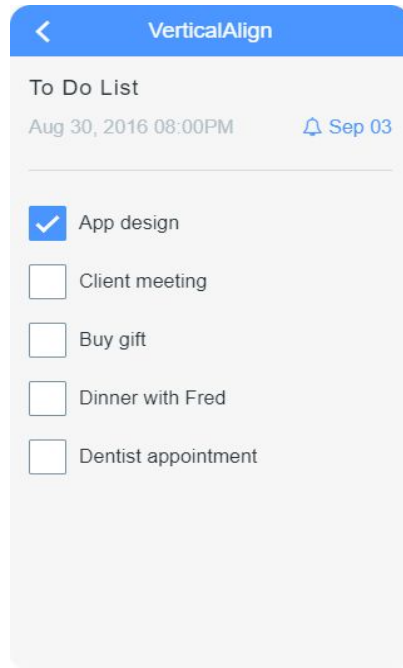 VerticalAlign
To Do List
Aug 30, 2016 08:00PM Sep 03
App design
Client meeting
Buy gift
Dinner with Fred
Dentist appointment